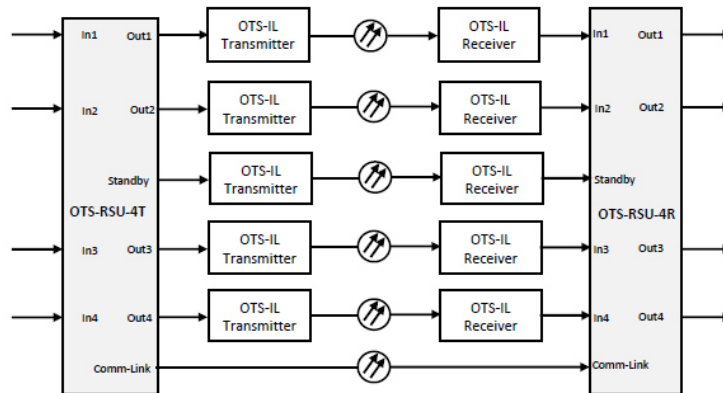 In1 Out1 OTS-IL Transmitter OTS-IL Receiver In1 Out1
In2 Out2 OTS-IL Transmitter OTS-IL Receiver In2 Out2
Standby OTS-IL Transmitter OTS-IL Receiver Standby
OTS-RSU-4T OTS-RSU-4R
In3 Out3 OTS-IL Transmitter OTS-IL Receiver In3 Out3
In4 Out4 OTS-IL Transmitter OTS-IL Receiver In4 Out4
Comm-Link Comm-Link